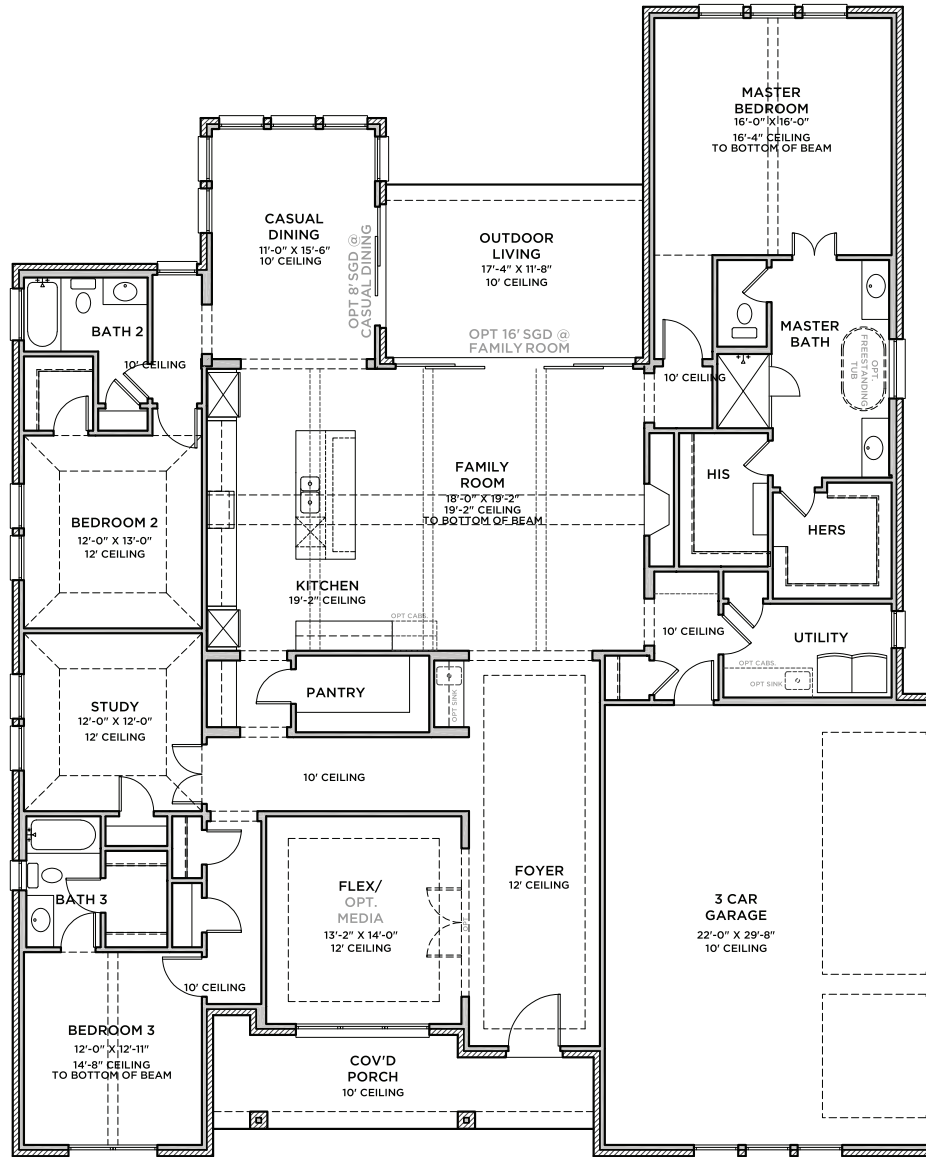 MASTER
BEDROOM
16'-0" X 16'-0"
16'-4" CEILING
TO BOTTOM OF BEAM
CASUAL
DINING
11'-0" X 15'-6"
10' CEILING
OPT 8' SGD @
CASUAL DINING
OUTDOOR
LIVING
17'-4" X 11'-8"
10' CEILING
OPT 16' SGD @
FAMILY ROOM
BATH 2
10' CEILING
MASTER
BATH
OPT.
FREESTANDING
TUB
10' CEILING
FAMILY
ROOM
18'-0" X 19'-2"
19'-2" CEILING
TO BOTTOM OF BEAM
HIS
HERS
BEDROOM 2
12'-0" X 13'-0"
12' CEILING
KITCHEN
19'-2" CEILING
OPT CABS.
10' CEILING
UTILITY
OPT CABS.
OPT SINK
STUDY
12'-0" X 12'-0"
12' CEILING
PANTRY
OPT SINK
10' CEILING
FOYER
12' CEILING
FLEX/
OPT.
MEDIA
13'-2" X 14'-0"
12' CEILING
OPT
3 CAR
GARAGE
22'-0" X 29'-8"
10' CEILING
BATH 3
10' CEILING
BEDROOM 3
12'-0" X 12'-11"
14'-8" CEILING
TO BOTTOM OF BEAM
COV'D
PORCH
10' CEILING